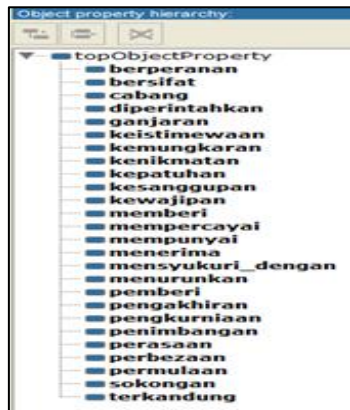 Object property hierarchy:
topObjectProperty
berperanan
bersifat
cabang
diperintahkan
ganjaran
keistimewaan
kemungkaran
kenikmatan
kepatuhan
kesanggupan
kewajipan
memberi
mempercayai
mempunyai
menerima
mensyukuri_dengan
menurunkan
pemberi
pengakhiran
pengkurniaan
penimbangan
perasaan
perbezaan
permulaan
sokongan
terkandung